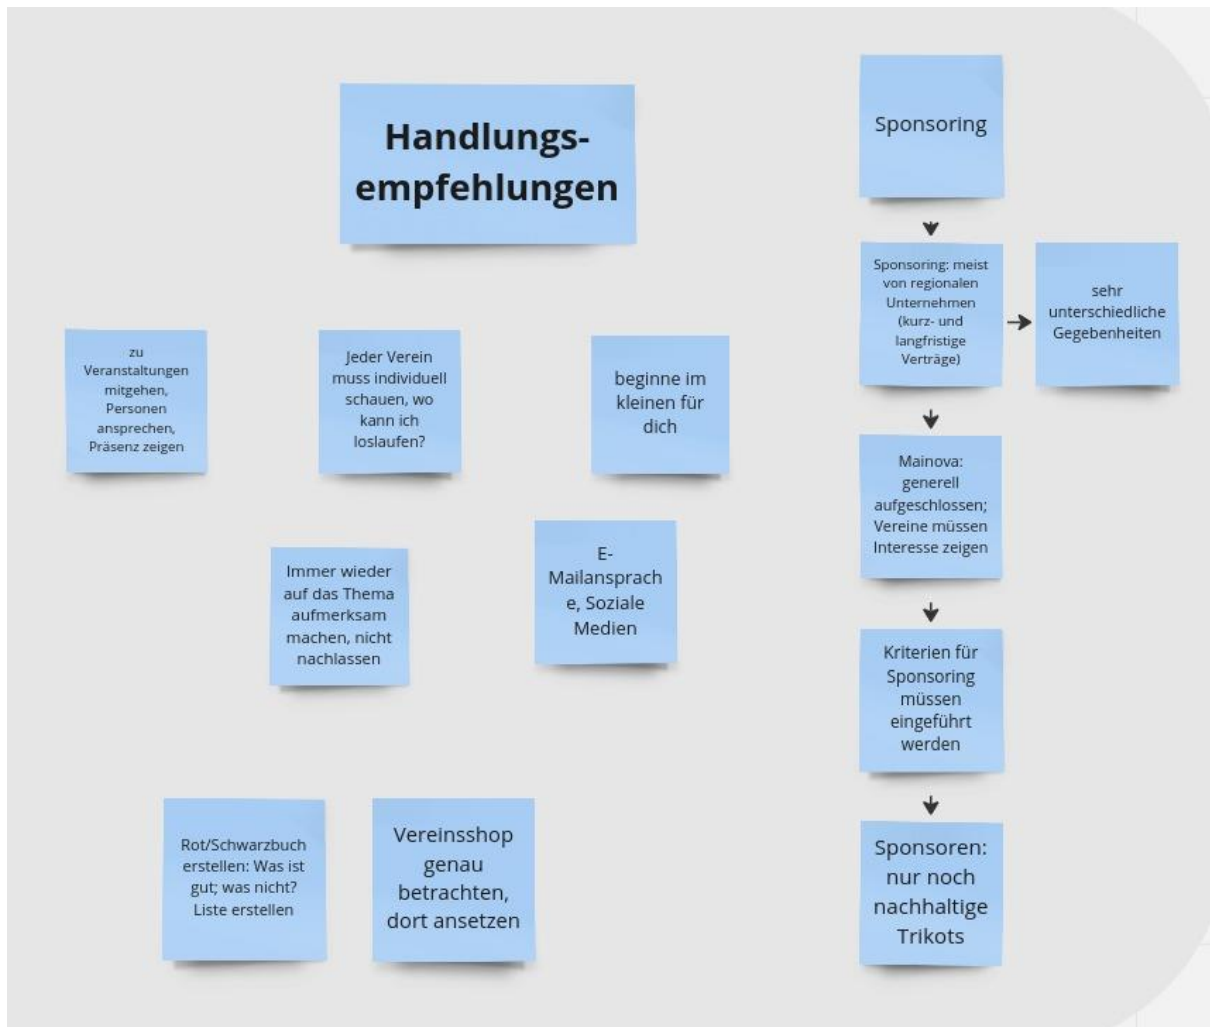 Handlungs-
empfehlungen
zu
Veranstaltungen
mitgehen,
Personen
ansprechen,
Präsenz zeigen
Jeder Verein
muss individuell
schauen, wo
kann ich
loslaufen?
beginne im
kleinen für
dich
Immer wieder
auf das Thema
aufmerksam
machen, nicht
nachlassen
E-
Mailansprach
e, Soziale
Medien
Rot/Schwarzbuch
erstellen: Was ist
gut; was nicht?
Liste erstellen
Vereinsshop
genau
betrachten,
dort ansetzen
Sponsoring
Sponsoring: meist
von regionalen
Unternehmen
(kurz- und
langfristige
Verträge)
sehr
unterschiedliche
Gegebenheiten
Mainova:
generell
aufgeschlossen;
Vereine müssen
Interesse zeigen
Kriterien für
Sponsoring
müssen
eingeführt
werden
Sponsoren:
nur noch
nachhaltige
Trikots